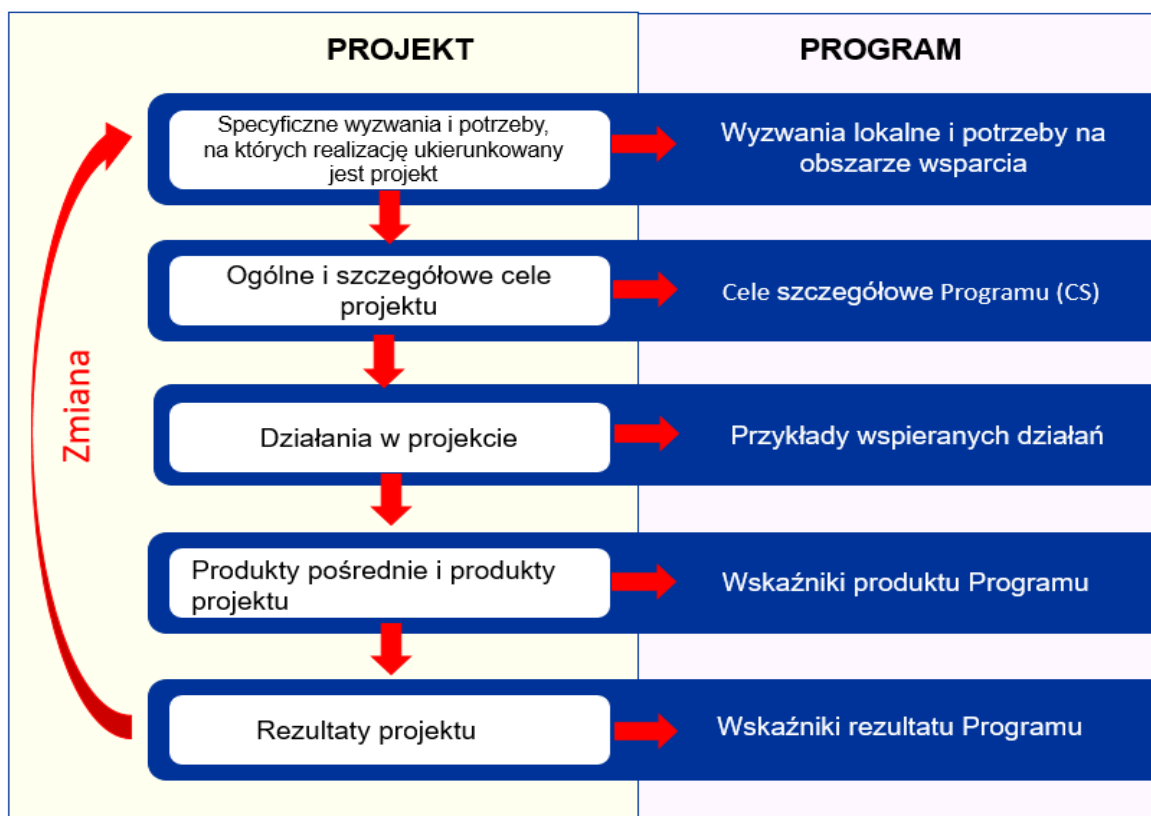 PROJEKT
PROGRAM
Specyficzne wyzwania i potrzeby,
na których realizację ukierunkowany
jest projekt
Wyzwania lokalne i potrzeby na
obszarze wsparcia
Ogólne i szczegółowe cele
projektu
Cele szczegółowe Programu (CS)
Działania w projekcie
Przykłady wspieranych działań
Produkty pośrednie i produkty
projektu
Wskaźniki produktu Programu
Rezultaty projektu
Wskaźniki rezultatu Programu
Zmiana